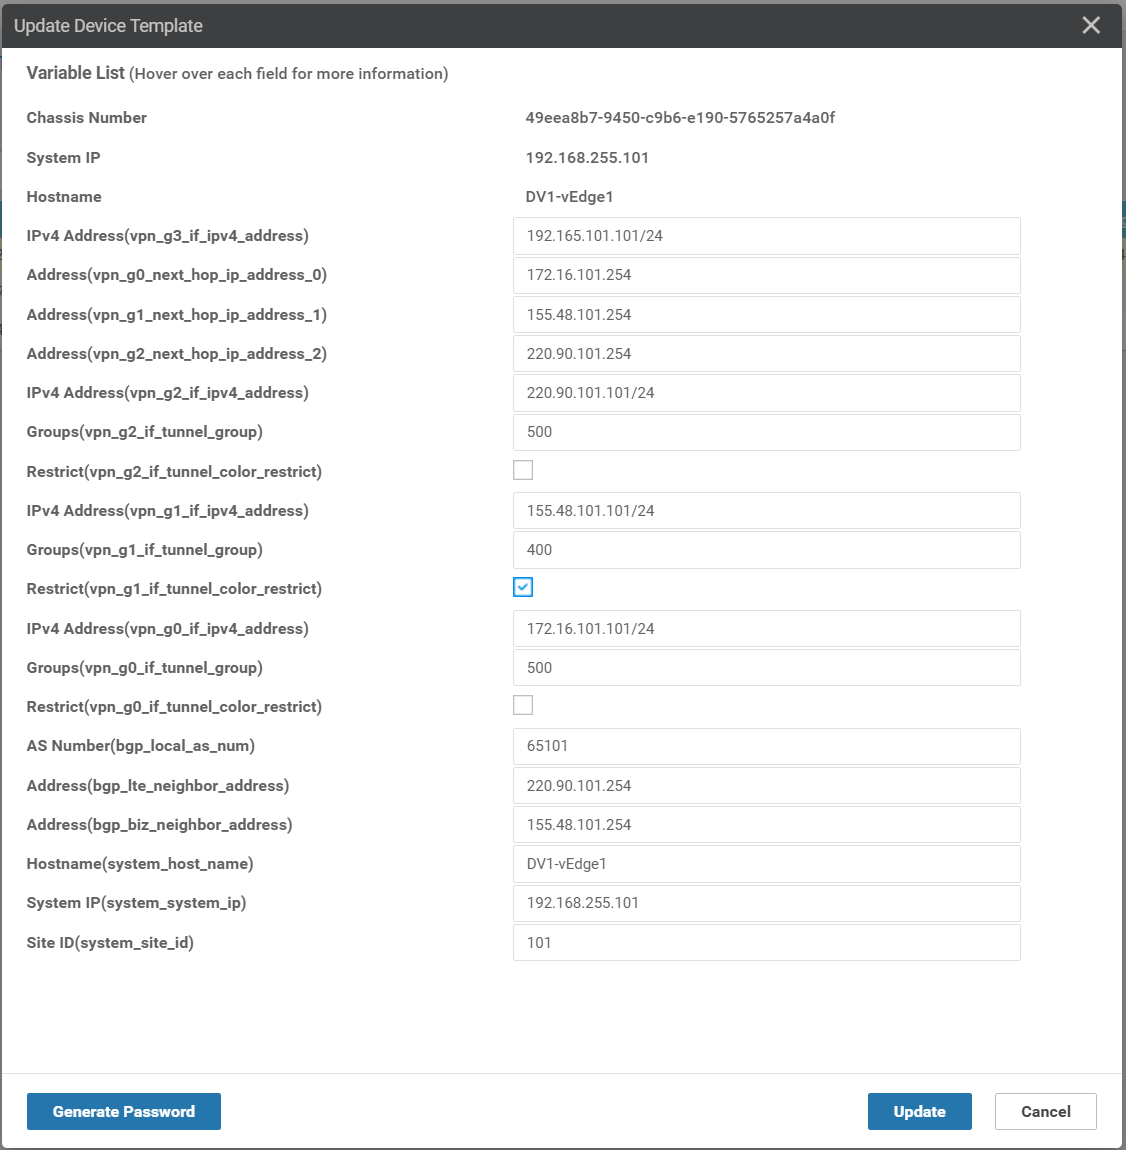 Update Device Template
Variable List (Hover over each field for more information)
Chassis Number 49eea8b7-9450-c9b6-e190-5765257a4a0f
System IP 192.168.255.101
Hostname DV1-vEdge1
IPv4 Address(vpn_g3_if_ipv4_address) 192.165.101.101/24
Address(vpn_g0_next_hop_ip_address_0) 172.16.101.254
Address(vpn_g1_next_hop_ip_address_1) 155.48.101.254
Address(vpn_g2_next_hop_ip_address_2) 220.90.101.254
IPv4 Address(vpn_g2_if_ipv4_address) 220.90.101.101/24
Groups(vpn_g2_if_tunnel_group) 500
Restrict(vpn_g2_if_tunnel_color_restrict)
IPv4 Address(vpn_g1_if_ipv4_address) 155.48.101.101/24
Groups(vpn_g1_if_tunnel_group) 400
Restrict(vpn_g1_if_tunnel_color_restrict)
IPv4 Address(vpn_g0_if_ipv4_address) 172.16.101.101/24
Groups(vpn_g0_if_tunnel_group) 500
Restrict(vpn_g0_if_tunnel_color_restrict)
AS Number(bgp_local_as_num) 65101
Address(bgp_lte_neighbor_address) 220.90.101.254
Address(bgp_biz_neighbor_address) 155.48.101.254
Hostname(system_host_name) DV1-vEdge1
System IP(system_system_ip) 192.168.255.101
Site ID(system_site_id) 101
Generate Password Update Cancel